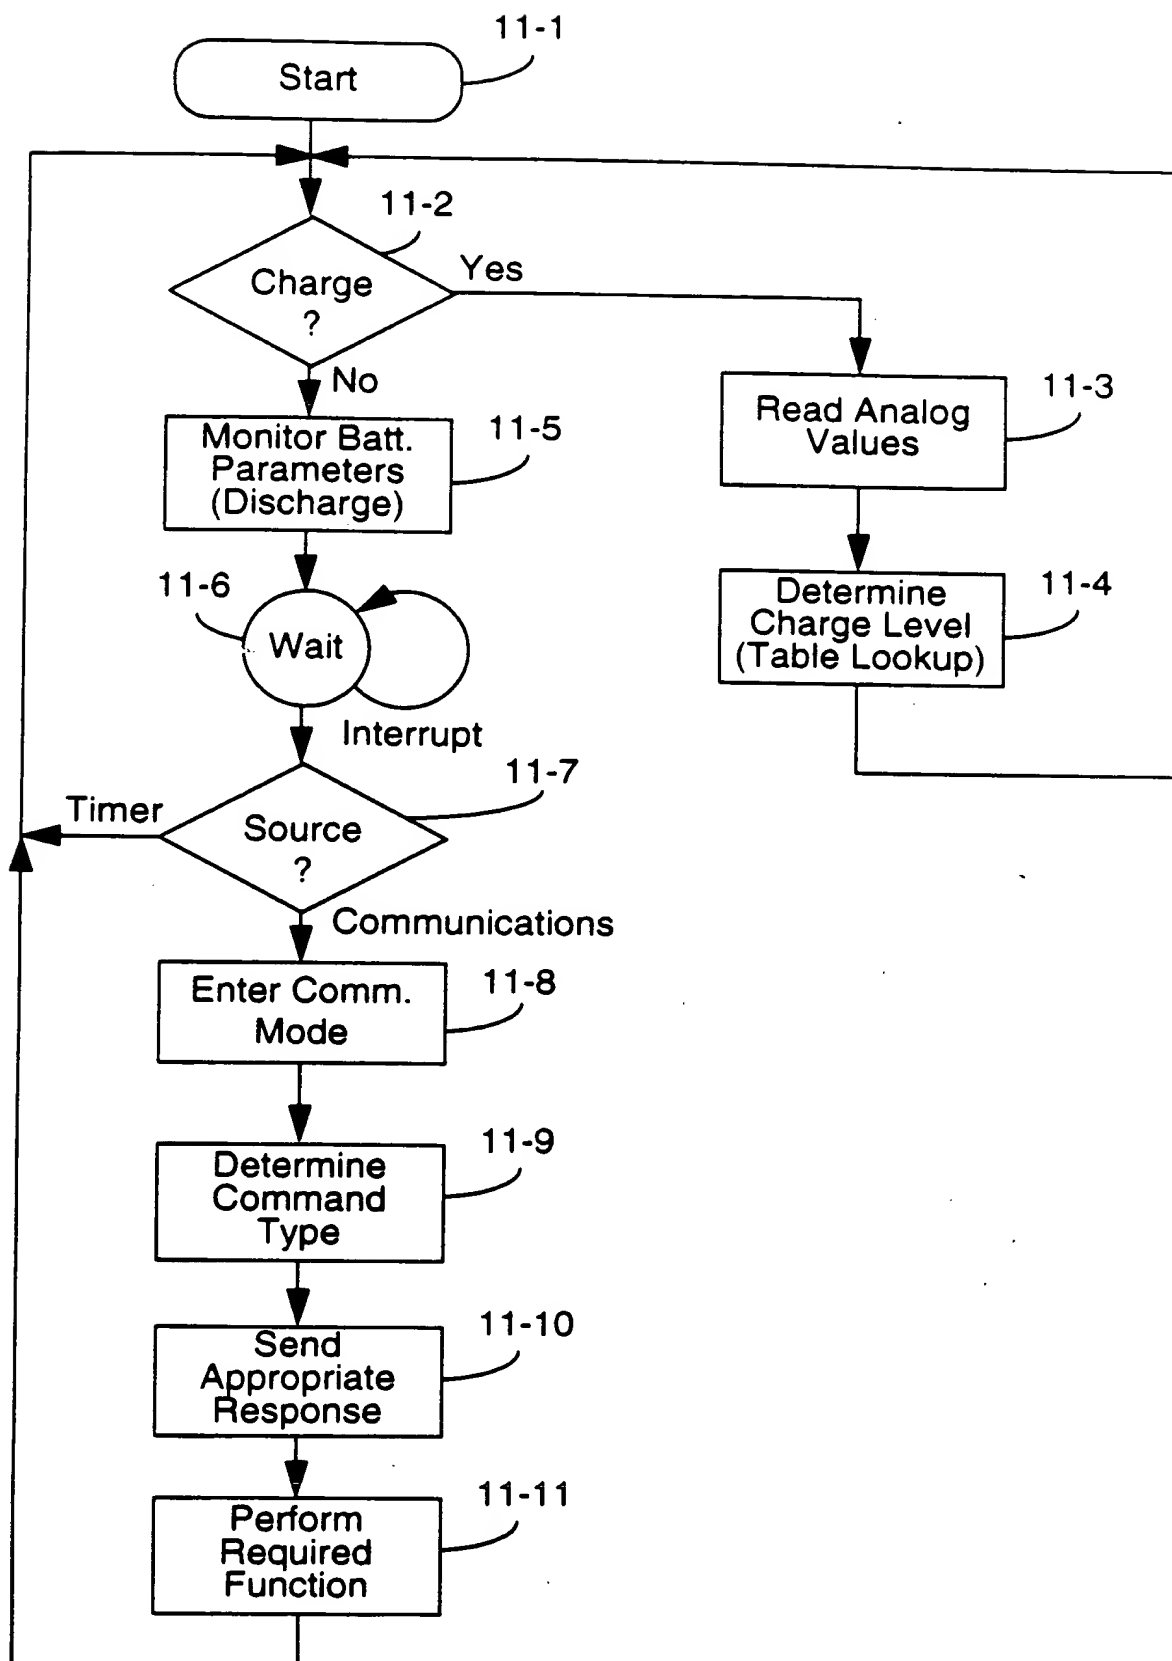 11-1
Start
11-2
Charge
?
Yes
No
11-3
Read Analog
Values
Monitor Batt.
Parameters
(Discharge)
11-5
11-6
Wait
11-4
Determine
Charge Level
(Table Lookup)
Interrupt
11-7
Timer
Source
?
Communications
11-8
Enter Comm.
Mode
11-9
Determine
Command
Type
11-10
Send
Appropriate
Response
11-11
Perform
Required
Function